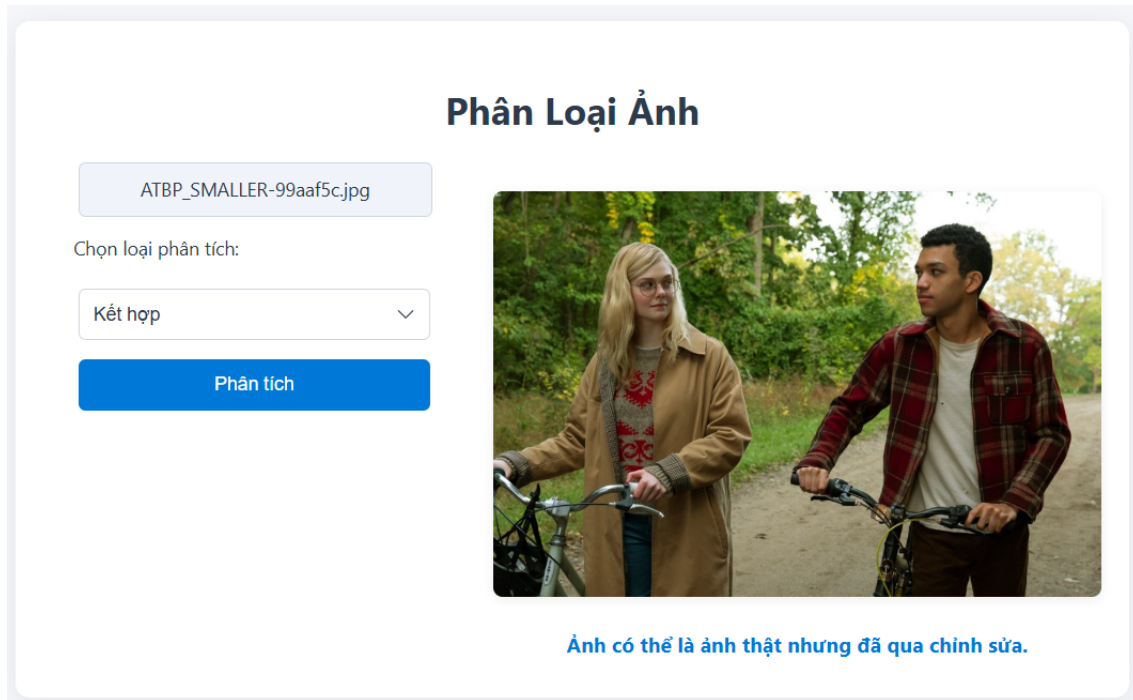 Phân Loại Ảnh
ATBP_SMALLER-99aaf5c.jpg
Chọn loại phân tích:
Kết hợp
Phân tích
Ảnh có thể là ảnh thật nhưng đã qua chỉnh sửa.